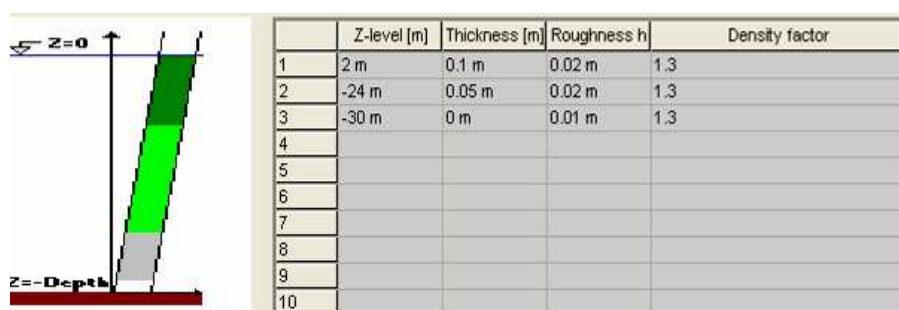 Z=0
Z=-Depth
Z-level [m] Thickness [m] Roughness h Density factor
1 2 m 0.1 m 0.02 m 1.3
2 -24 m 0.05 m 0.02 m 1.3
3 -30 m 0 m 0.01 m 1.3
4
5
6
7
8
9
10